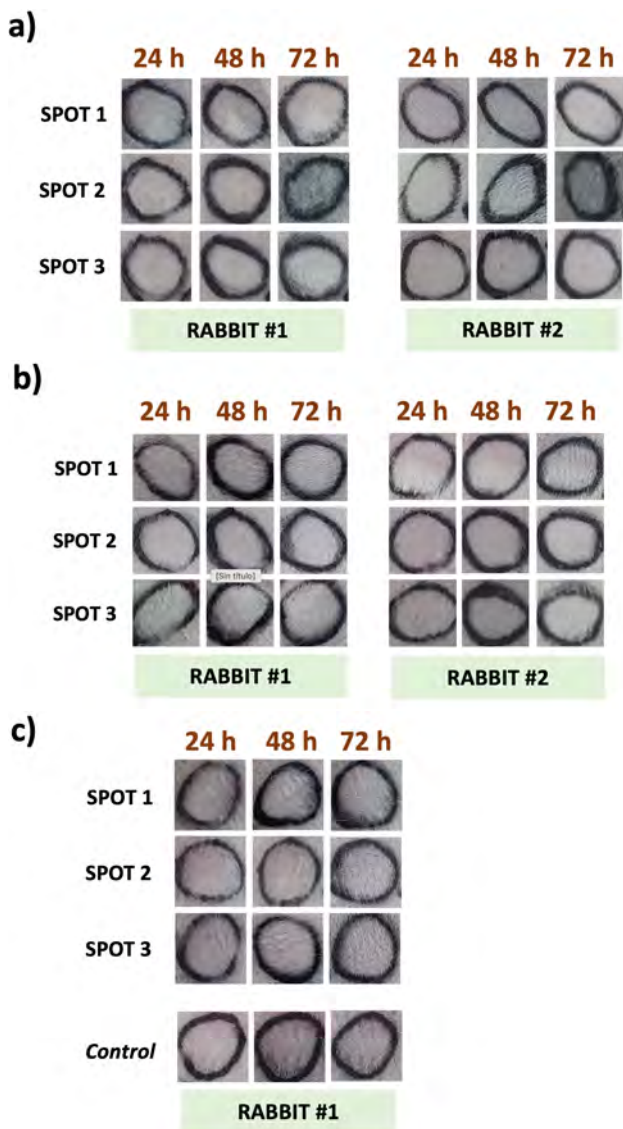 a)
24 h 48 h 72 h 24 h 48 h 72 h
SPOT 1
SPOT 2
SPOT 3
RABBIT #1 RABBIT #2
b)
24 h 48 h 72 h 24 h 48 h 72 h
SPOT 1
SPOT 2
[Sin título]
SPOT 3
RABBIT #1 RABBIT #2
c)
24 h 48 h 72 h
SPOT 1
SPOT 2
SPOT 3
Control
RABBIT #1